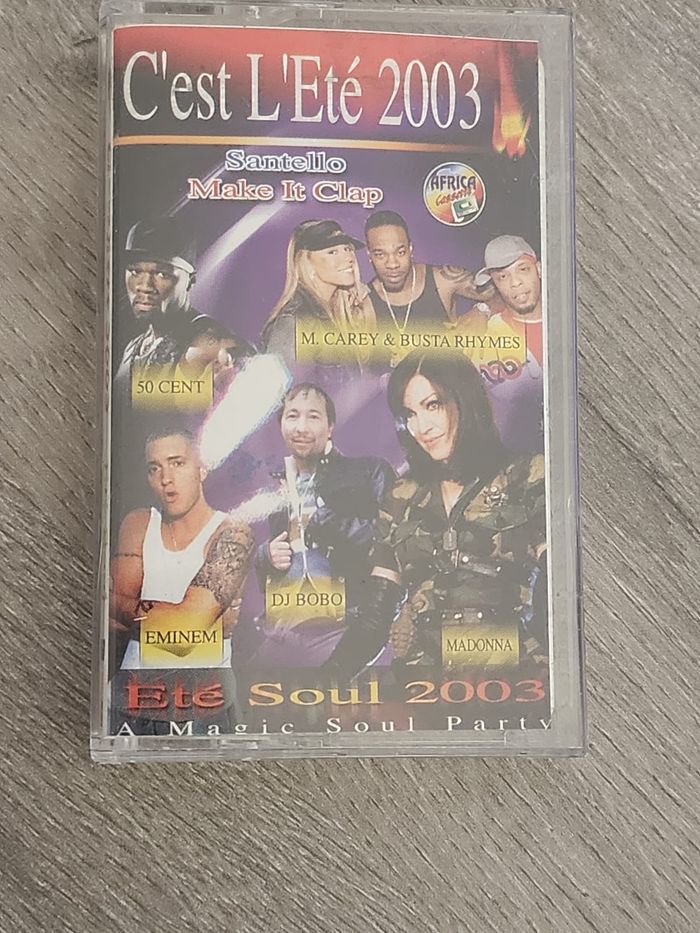 C'est L'Eté 2003
Santello
Make It Clap
AFRICA
Cassette
M. CAREY & BUSTA RHYMES
50 CENT
DJ BOBO
EMINEM
MADONNA
Eté Soul 2003
A Magic Soul Party